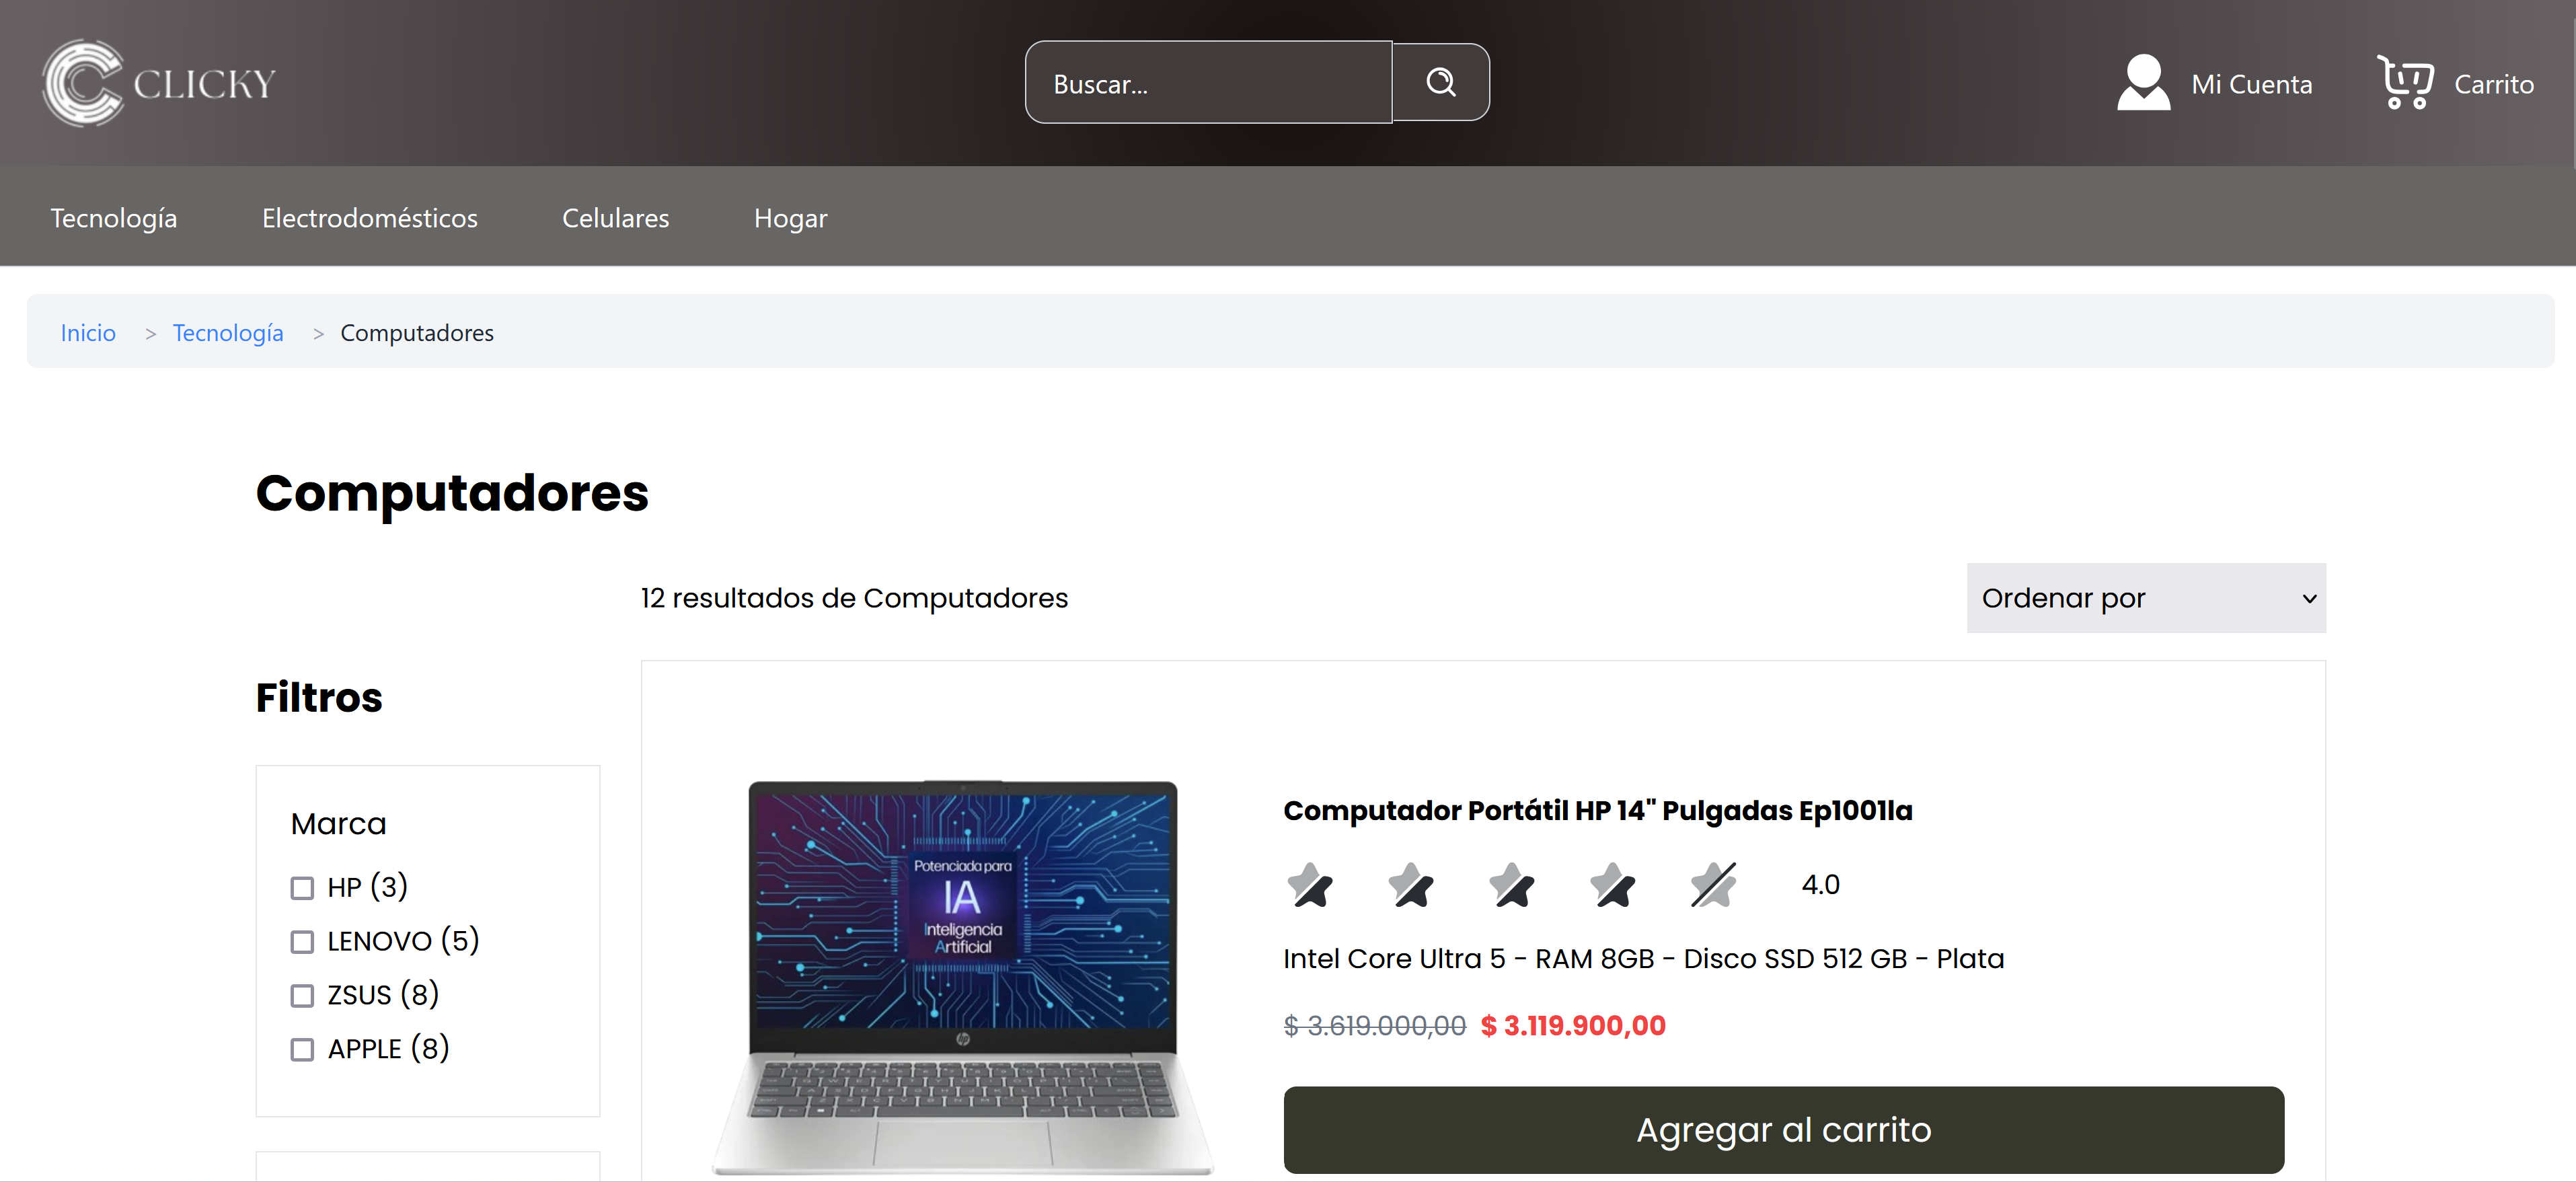 CLICKY
Buscar...
Mi Cuenta
Carrito
Tecnología
Electrodomésticos
Celulares
Hogar
Inicio > Tecnología > Computadores
Computadores
12 resultados de Computadores
Ordenar por
Filtros
Marca
HP (3)
LENOVO (5)
ZSUS (8)
APPLE (8)
Potenciada para
IA
Inteligencia
Artificial
hp
Computador Portátil HP 14" Pulgadas Ep1001la
4.0
Intel Core Ultra 5 - RAM 8GB - Disco SSD 512 GB - Plata
$ 3.619.000,00 $ 3.119.900,00
Agregar al carrito